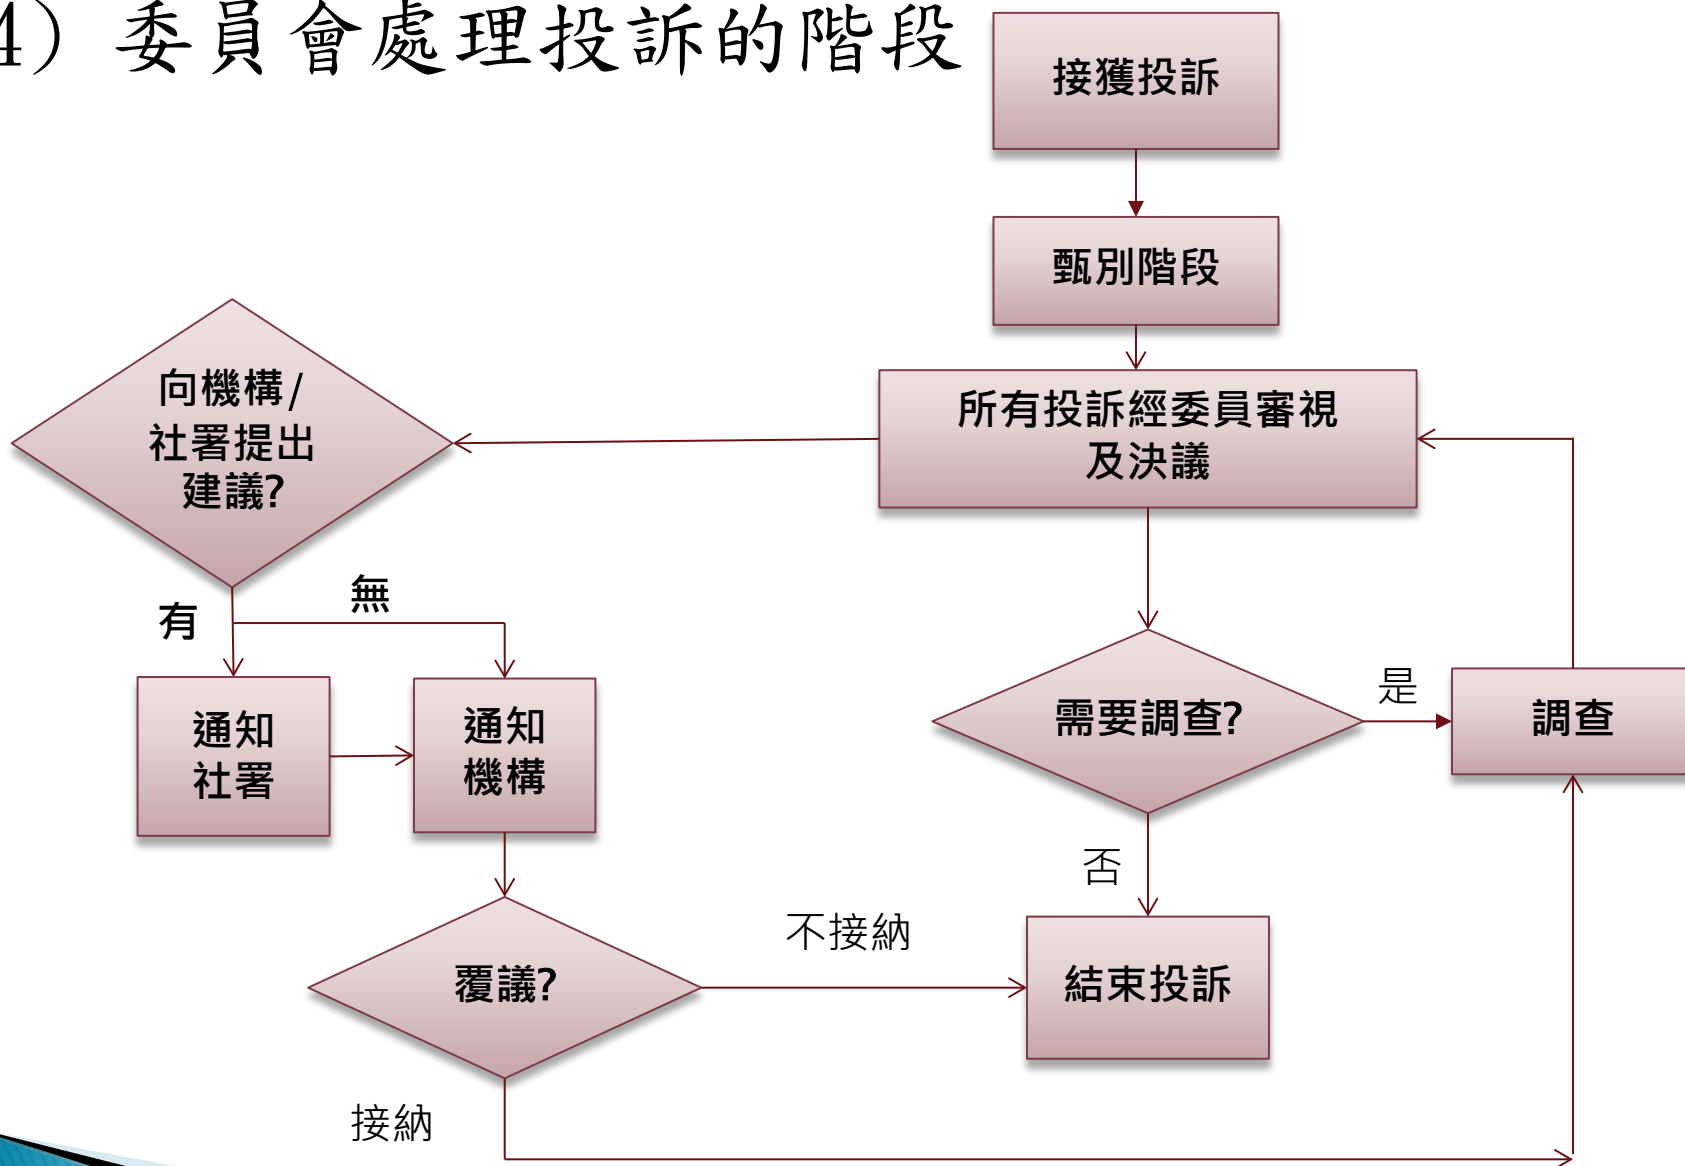 4) 委員會處理投訴的階段
接獲投訴
甄別階段
所有投訴經委員審視
及決議
向機構/
社署提出
建議?
有
無
通知
社署
通知
機構
需要調查?
是
調查
否
結束投訴
覆議?
不接納
接納